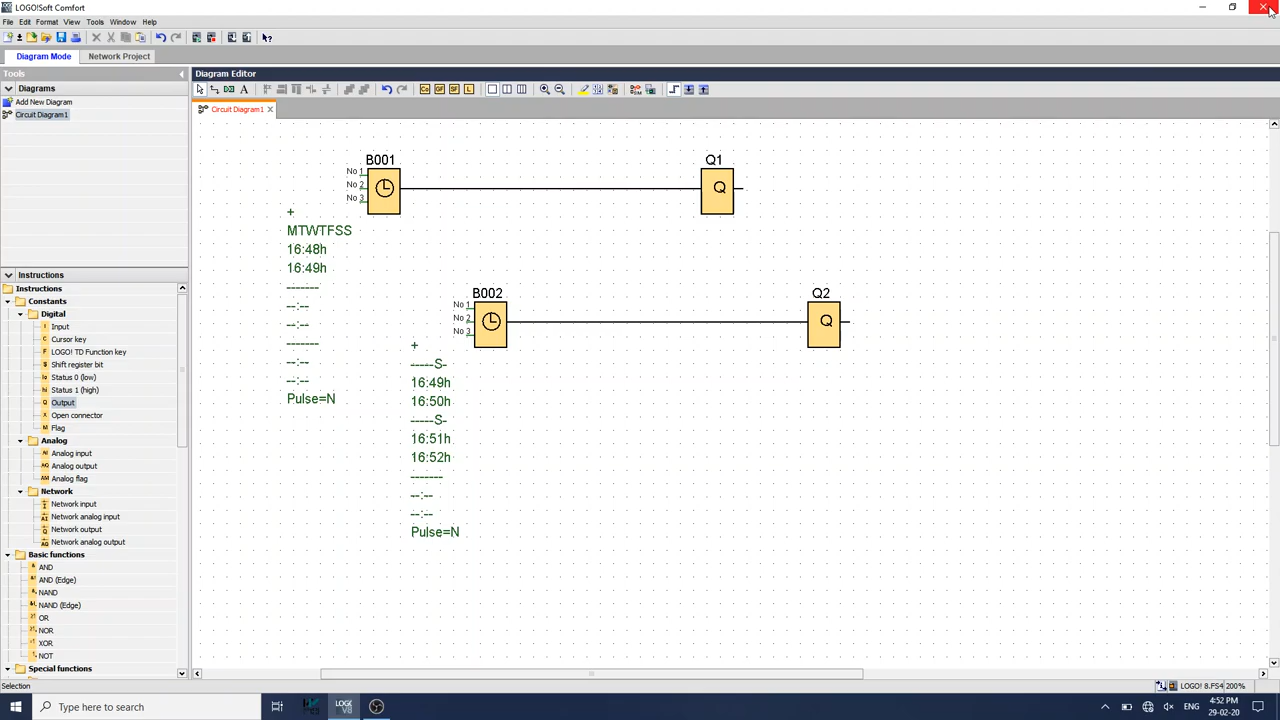 LOGO!Soft Comfort
File Edit Format View Tools Window Help
Diagram Mode Network Project
Tools
Diagram Editor
Diagrams
Add New Diagram
Circuit Diagram1
Circuit Diagram1
Instructions
Instructions
Constants
Digital
Input
Cursor key
LOGO! TD Function key
Shift register bit
Status 0 (low)
Status 1 (high)
Output
Open connector
Flag
Analog
Analog input
Analog output
Analog flag
Network
Network input
Network analog input
Network output
Network analog output
Basic functions
AND
AND (Edge)
NAND
NAND (Edge)
OR
NOR
XOR
NOT
Special functions
B001
No 1
No 2
No 3
+
MTWTFSS
16:48h
16:49h
-------
--:--
--:--
-------
--:--
--:--
Pulse=N
Q1
Q
B002
No 1
No 2
No 3
+
-----S-
16:49h
16:50h
-----S-
16:51h
16:52h
-------
--:--
--:--
Pulse=N
Q2
Q
Selection
LOGO! 8.FS4 200%
Type here to search
ENG
4:52 PM
29-02-20